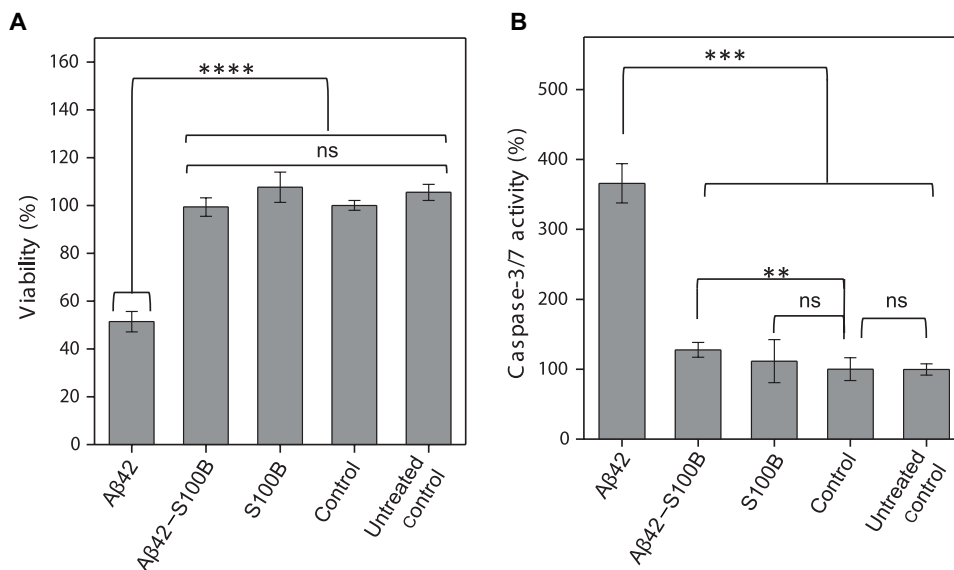 A
Viability (%)
160
140
120
100
80
60
40
20
0
****
ns
Aβ42
Aβ42–S100B
S100B
Control
Untreated
control
B
Caspase-3/7 activity (%)
500
400
300
200
100
0
***
**
ns
ns
Aβ42
Aβ42–S100B
S100B
Control
Untreated
control